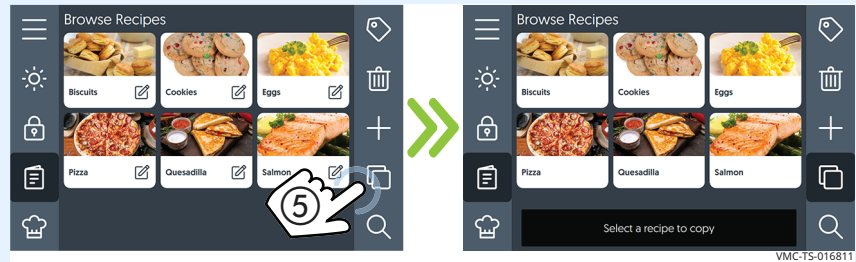 Browse Recipes
Biscuits
Cookies
Eggs
Pizza
Quesadilla
Salmon
5
Browse Recipes
Biscuits
Cookies
Eggs
Pizza
Quesadilla
Salmon
Select a recipe to copy
VMC-TS-016811